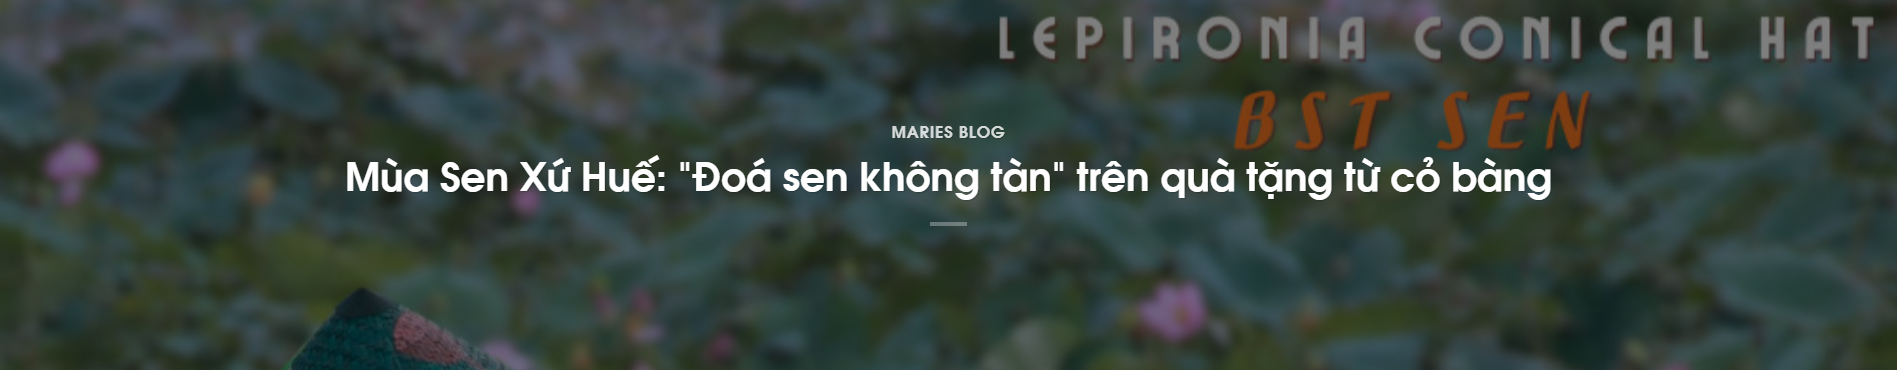 LEPIRONIA CONICAL HAT
BST SEN
MARIES BLOG
Mùa Sen Xứ Huế: "Đoá sen không tàn" trên quà tặng từ cỏ bàng